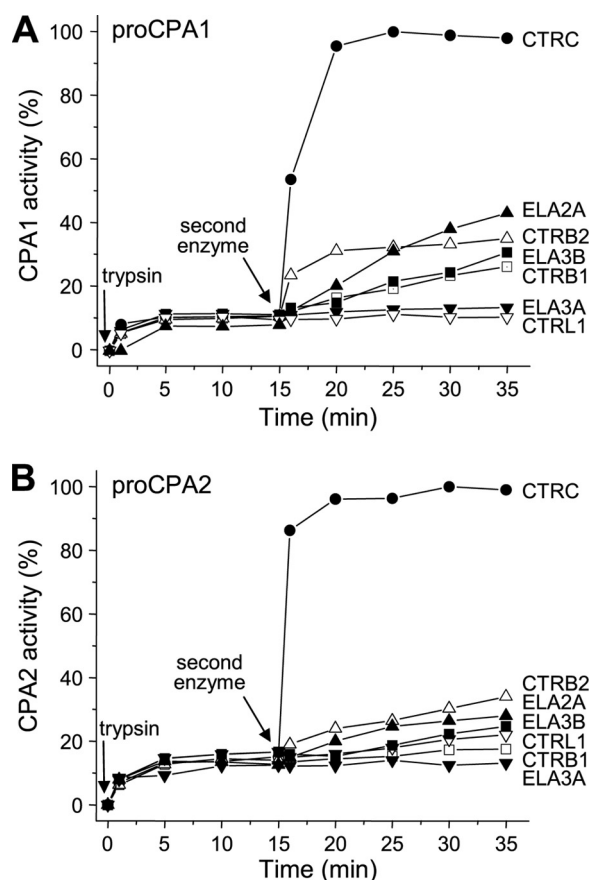 A
proCPA1
CPA1 activity (%)
100
80
60
40
20
0
trypsin
second
enzyme
CTRC
ELA2A
CTRB2
ELA3B
CTRB1
ELA3A
CTRL1
0 5 10 15 20 25 30 35
Time (min)
B
proCPA2
CPA2 activity (%)
100
80
60
40
20
0
trypsin
second
enzyme
CTRC
CTRB2
ELA2A
ELA3B
CTRL1
CTRB1
ELA3A
0 5 10 15 20 25 30 35
Time (min)